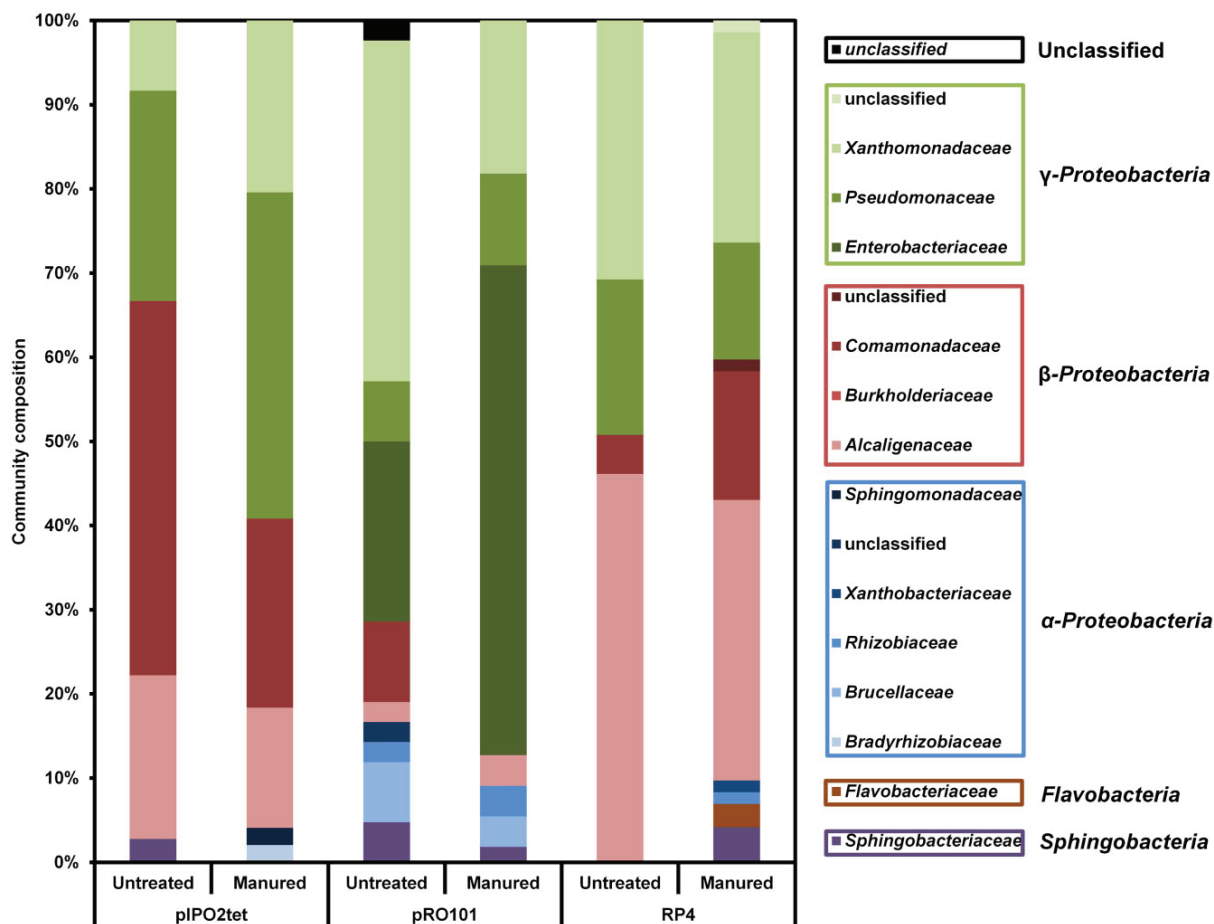 100%
90%
80%
70%
60%
50%
40%
30%
20%
10%
0%
Community composition
Untreated Manured Untreated Manured Untreated Manured
pIPO2tet pRO101 RP4
unclassified Unclassified
unclassified
Xanthomonadaceae
Pseudomonaceae
Enterobacteriaceae
γ-Proteobacteria
unclassified
Comamonadaceae
Burkholderiaceae
Alcaligenaceae
β-Proteobacteria
Sphingomonadaceae
unclassified
Xanthobacteriaceae
Rhizobiaceae
Brucellaceae
Bradyrhizobiaceae
α-Proteobacteria
Flavobacteriaceae Flavobacteria
Sphingobacteriaceae Sphingobacteria